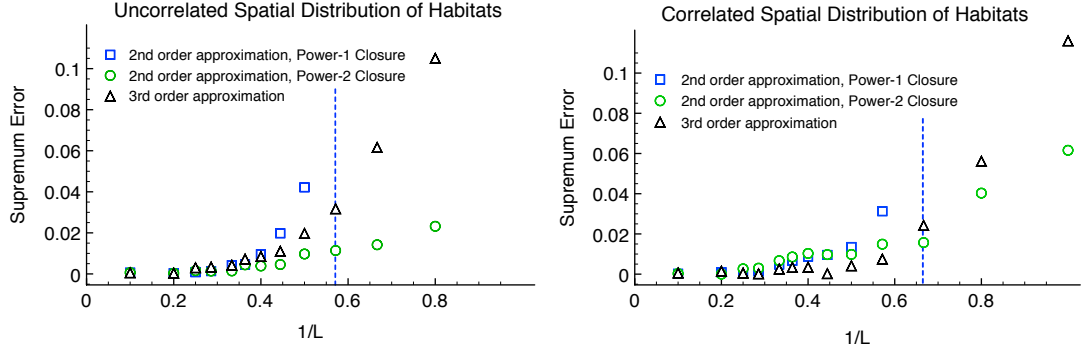 Uncorrelated Spatial Distribution of Habitats
2nd order approximation, Power-1 Closure
2nd order approximation, Power-2 Closure
3rd order approximation
Supremum Error
0.1
0.08
0.06
0.04
0.02
0
0
0.2
0.4
0.6
0.8
1/L
Correlated Spatial Distribution of Habitats
2nd order approximation, Power-1 Closure
2nd order approximation, Power-2 Closure
3rd order approximation
Supremum Error
0.1
0.08
0.06
0.04
0.02
0
0
0.2
0.4
0.6
0.8
1/L